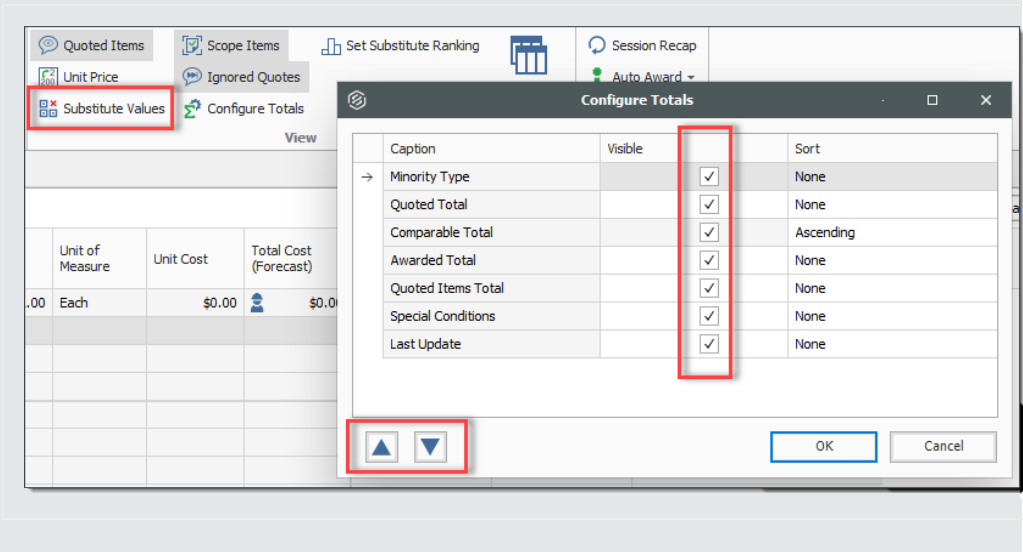 Quoted Items
Scope Items
Set Substitute Ranking
Session Recap
Unit Price
Ignored Quotes
Auto Award
Substitute Values
Configure Totals
View
Configure Totals
Caption Visible Sort
Minority Type None
Quoted Total None
Comparable Total Ascending
Awarded Total None
Quoted Items Total None
Special Conditions None
Last Update None
OK Cancel
Unit of
Measure
Unit Cost
Total Cost
(Forecast)
.00 Each $0.00 $0.0